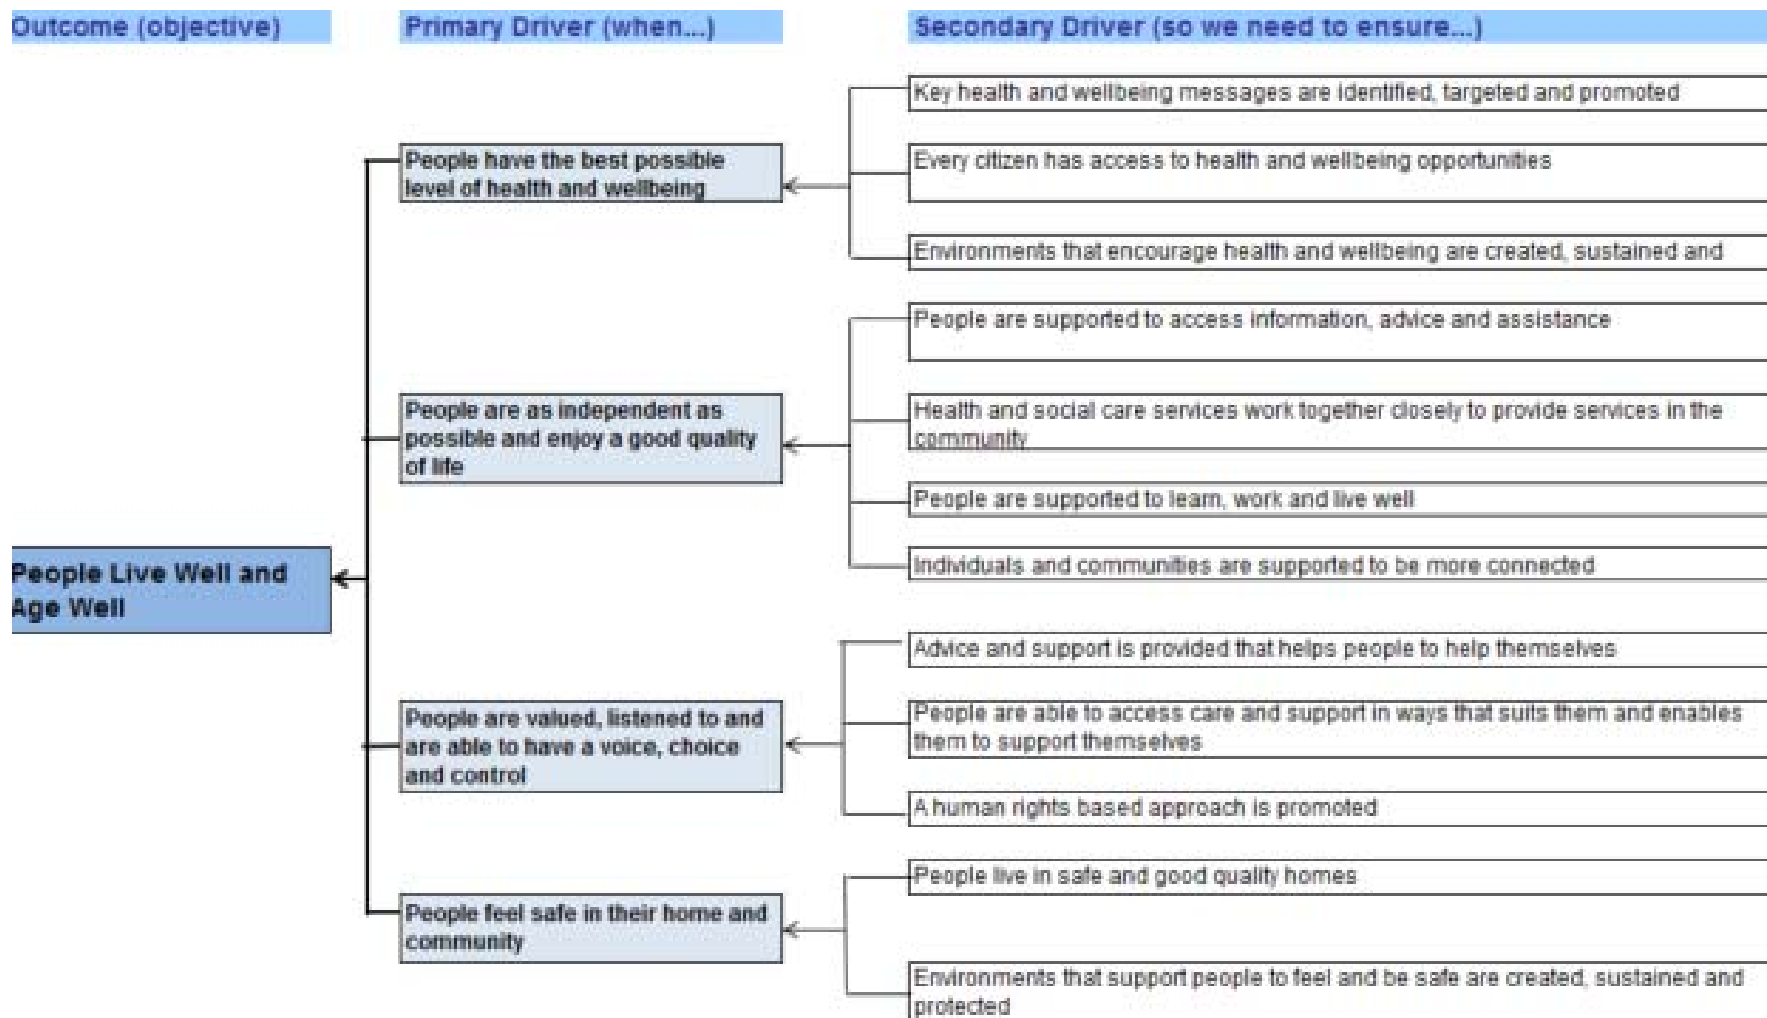 Outcome (objective)
Primary Driver (when...)
Secondary Driver (so we need to ensure...)
People Live Well and
Age Well
People have the best possible
level of health and wellbeing
Key health and wellbeing messages are identified, targeted and promoted
Every citizen has access to health and wellbeing opportunities
Environments that encourage health and wellbeing are created, sustained and
People are as independent as
possible and enjoy a good quality
of life
People are supported to access information, advice and assistance
Health and social care services work together closely to provide services in the
community
People are supported to learn, work and live well
Individuals and communities are supported to be more connected
People are valued, listened to and
are able to have a voice, choice
and control
Advice and support is provided that helps people to help themselves
People are able to access care and support in ways that suits them and enables
them to support themselves
A human rights based approach is promoted
People feel safe in their home and
community
People live in safe and good quality homes
Environments that support people to feel and be safe are created, sustained and
protected